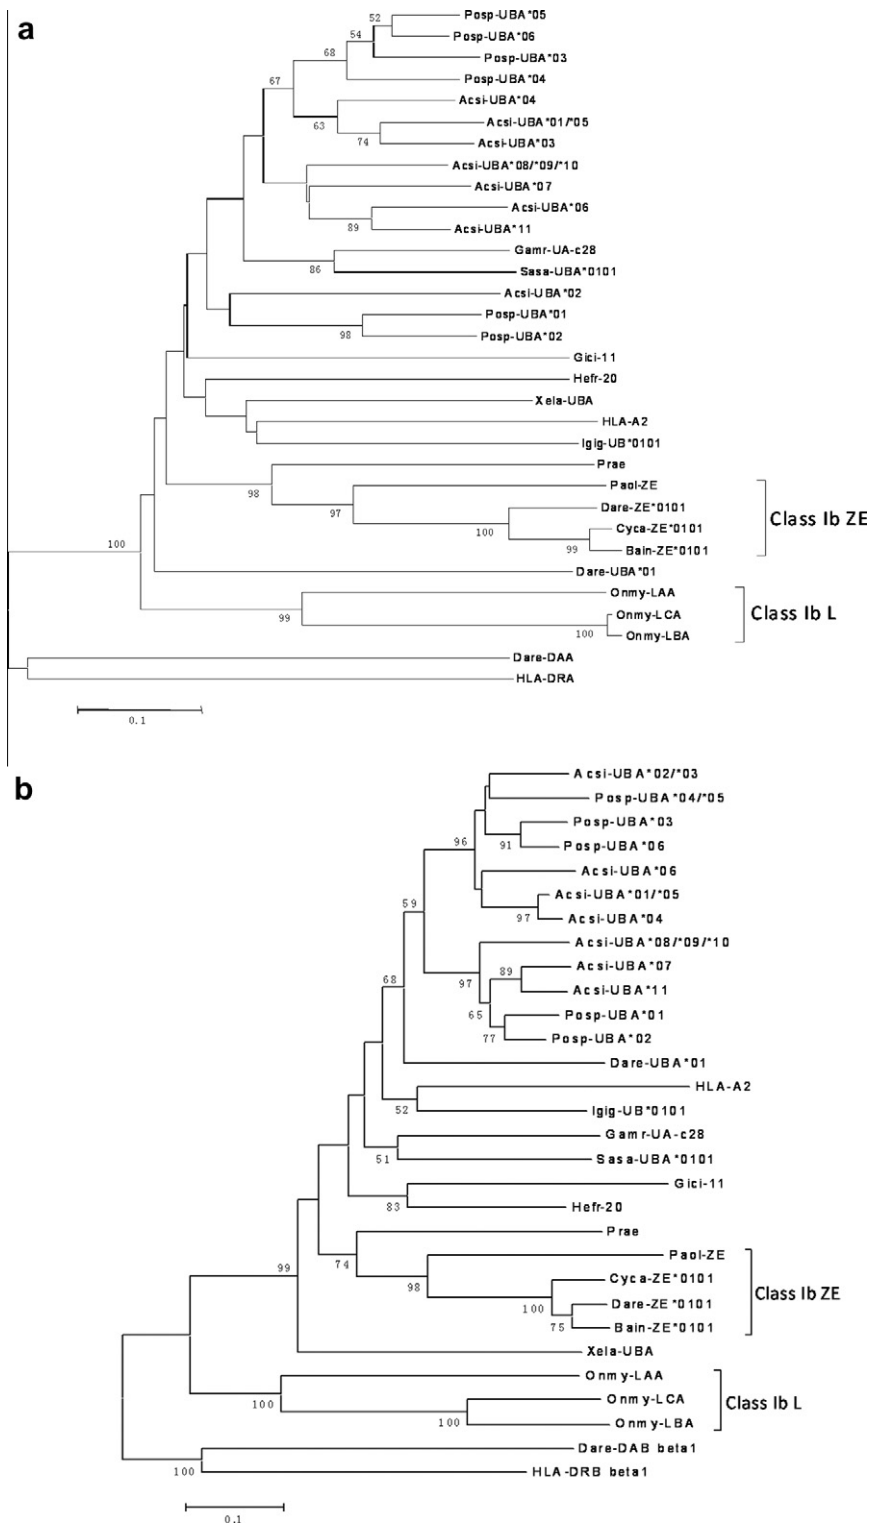 a
52
Posp-UBA*05
54
Posp-UBA*06
68
Posp-UBA*03
67
Posp-UBA*04
Acsi-UBA*04
63
Acsi-UBA*01/*05
74
Acsi-UBA*03
Acsi-UBA*08/*09/*10
Acsi-UBA*07
Acsi-UBA*06
89
Acsi-UBA*11
Gamr-UA-c28
86
Sasa-UBA*0101
Acsi-UBA*02
Posp-UBA*01
98
Posp-UBA*02
Gici-11
Hefr-20
Xela-UBA
HLA-A2
Igig-UB*0101
Prae
98
Paol-ZE
97
Dare-ZE*0101
100
Cyca-ZE*0101
99
Bain-ZE*0101
Class Ib ZE
100
Dare-UBA*01
Onmy-LAA
99
Onmy-LCA
100
Onmy-LBA
Class Ib L
Dare-DAA
HLA-DRA
0.1
b
Acsi-UBA*02/*03
Posp-UBA*04/*05
96
Posp-UBA*03
91
Posp-UBA*06
Acsi-UBA*06
59
Acsi-UBA*01/*05
97
Acsi-UBA*04
Acsi-UBA*08/*09/*10
97
89
Acsi-UBA*07
68
Acsi-UBA*11
65
Posp-UBA*01
77
Posp-UBA*02
Dare-UBA*01
HLA-A2
52
Igig-UB*0101
Gamr-UA-c28
51
Sasa-UBA*0101
Gici-11
83
Hefr-20
Prae
74
Paol-ZE
99
98
Cyca-ZE*0101
100
Dare-ZE*0101
75
Bain-ZE*0101
Class Ib ZE
Xela-UBA
Onmy-LAA
100
Onmy-LCA
100
Onmy-LBA
Class Ib L
Dare-DAB beta1
100
HLA-DRB beta1
0.1